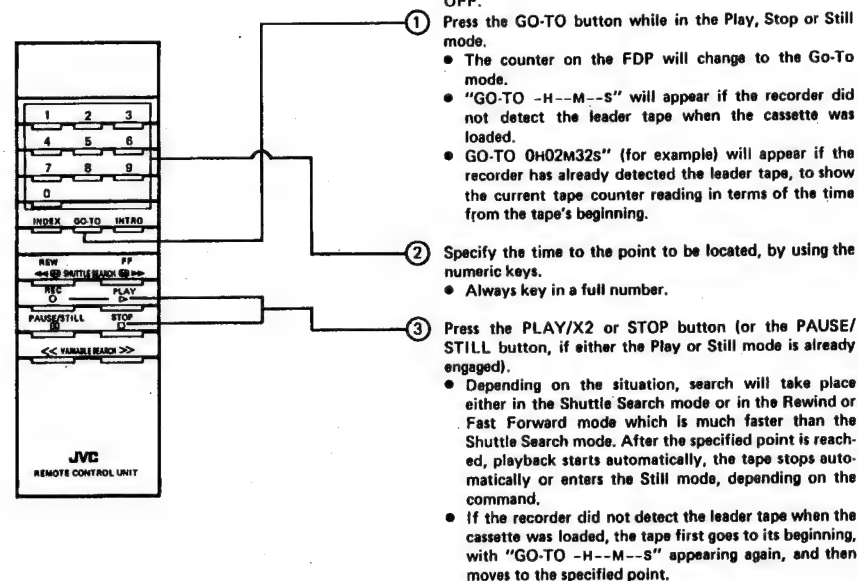 OFF.
① Press the GO-TO button while in the Play, Stop or Still
mode.
● The counter on the FDP will change to the Go-To
mode.
● "GO-TO -H--M--S" will appear if the recorder did
not detect the leader tape when the cassette was
loaded.
● GO-TO 0H02M32S" (for example) will appear if the
recorder has already detected the leader tape, to show
the current tape counter reading in terms of the time
from the tape's beginning.
② Specify the time to the point to be located, by using the
numeric keys.
● Always key in a full number.
③ Press the PLAY/X2 or STOP button (or the PAUSE/
STILL button, if either the Play or Still mode is already
engaged).
● Depending on the situation, search will take place
either in the Shuttle Search mode or in the Rewind or
Fast Forward mode which is much faster than the
Shuttle Search mode. After the specified point is reach-
ed, playback starts automatically, the tape stops auto-
matically or enters the Still mode, depending on the
command.
● If the recorder did not detect the leader tape when the
cassette was loaded, the tape first goes to its beginning,
with "GO-TO -H--M--S" appearing again, and then
moves to the specified point.
1 2 3
4 5 6
7 8 9
0
INDEX GO-TO INTRO
REW FF
◀◀ SHUTTLE SEARCH ▶▶
REC PLAY
PAUSE/STILL STOP
<< VARIABLE SEARCH >>
JVC
REMOTE CONTROL UNIT